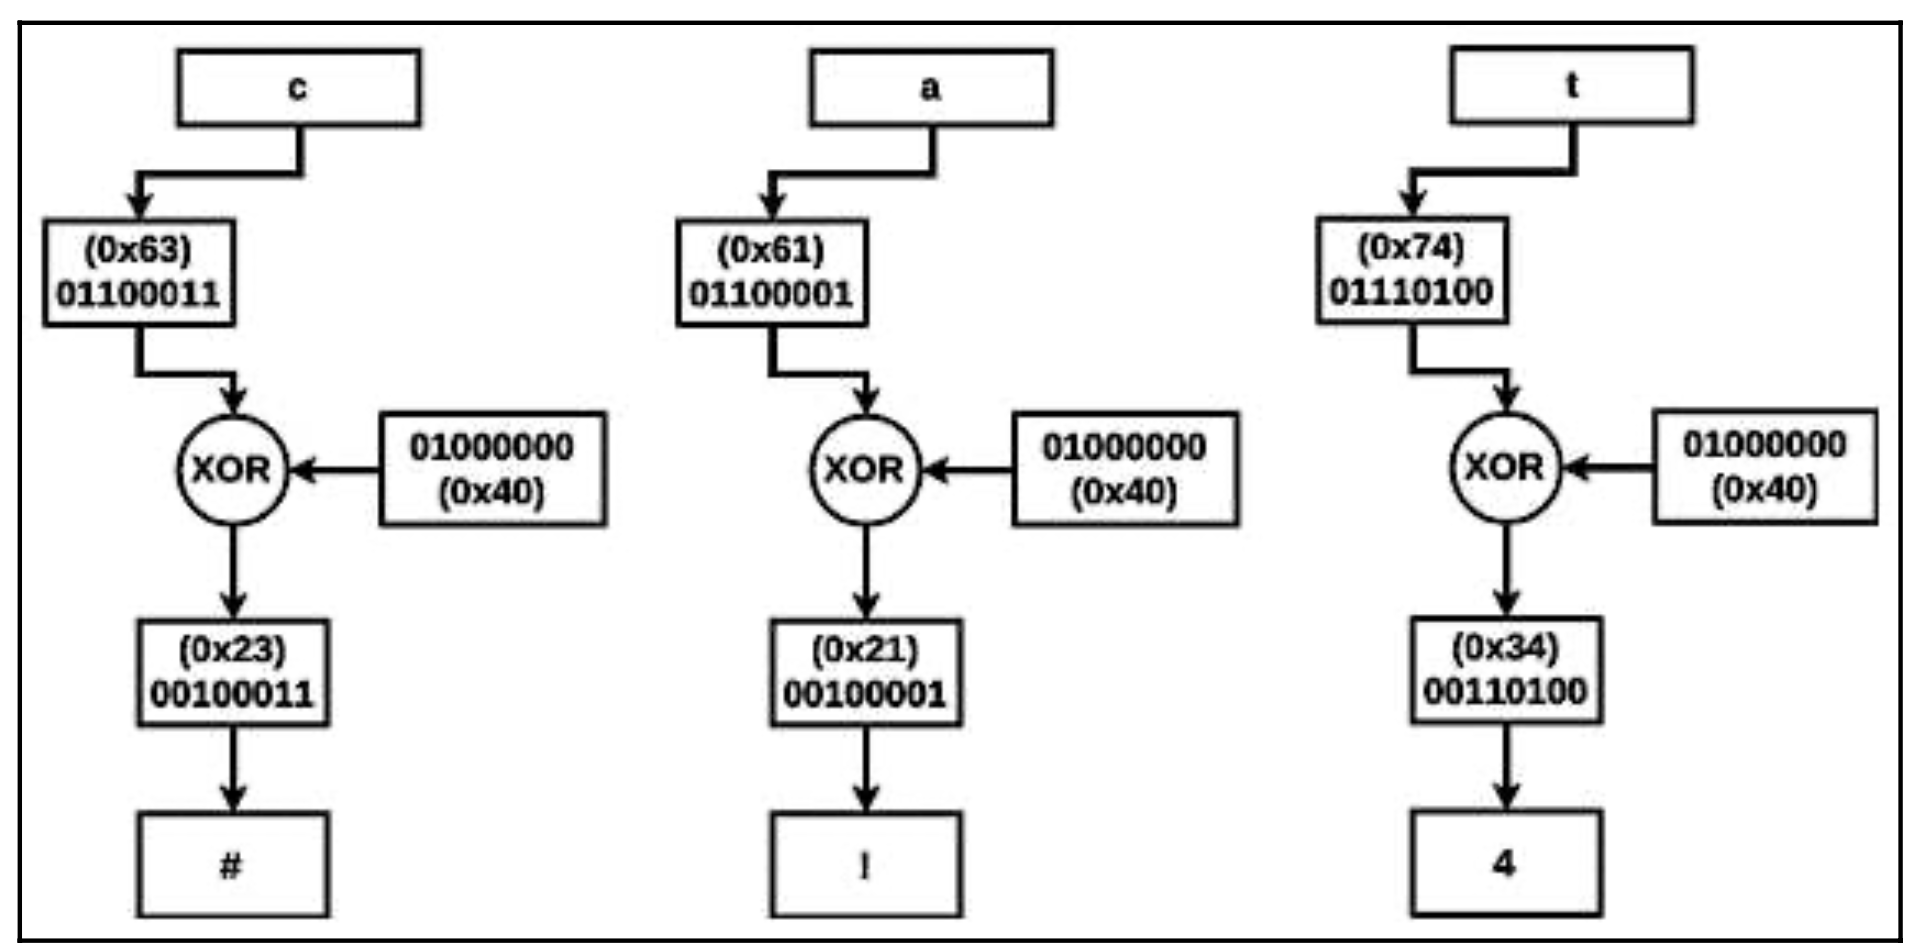 c
(0x63)
01100011
XOR
01000000
(0x40)
(0x23)
00100011
#
a
(0x61)
01100001
XOR
01000000
(0x40)
(0x21)
00100001
!
t
(0x74)
01110100
XOR
01000000
(0x40)
(0x34)
00110100
4